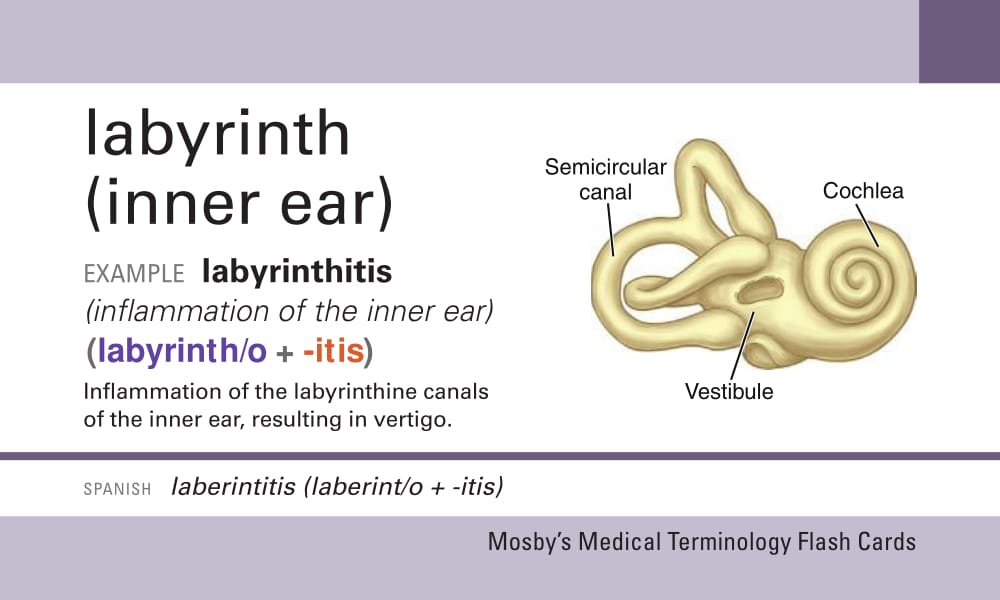 labyrinth
(inner ear)
EXAMPLE labyrinthitis
(inflammation of the inner ear)
(labyrinth/o + -itis)
Inflammation of the labyrinthine canals
of the inner ear, resulting in vertigo.
Semicircular
canal
Cochlea
Vestibule
SPANISH laberintitis (laberint/o + -itis)
Mosby's Medical Terminology Flash Cards